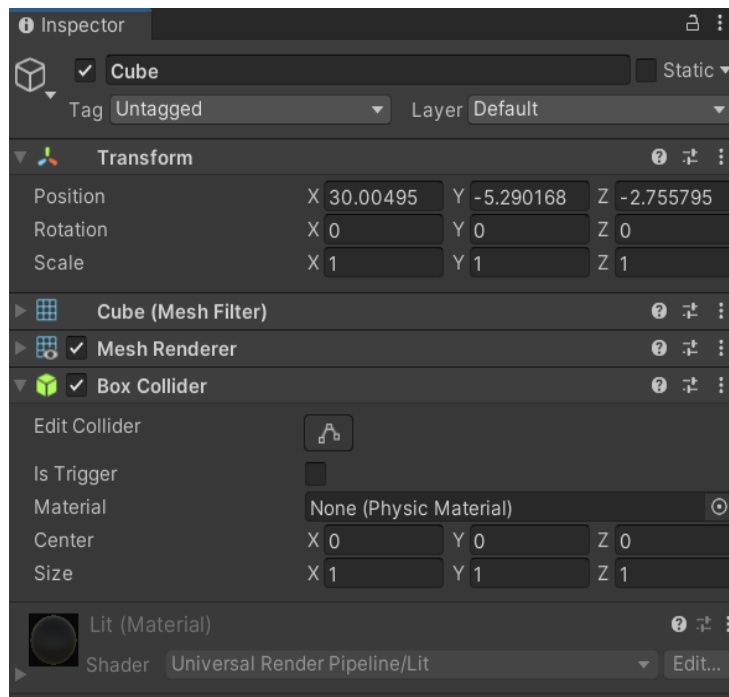 Inspector
Cube Static
Tag Untagged Layer Default
Transform
Position X 30.00495 Y -5.290168 Z -2.755795
Rotation X 0 Y 0 Z 0
Scale X 1 Y 1 Z 1
Cube (Mesh Filter)
Mesh Renderer
Box Collider
Edit Collider
Is Trigger
Material None (Physic Material)
Center X 0 Y 0 Z 0
Size X 1 Y 1 Z 1
Lit (Material)
Shader Universal Render Pipeline/Lit Edit...